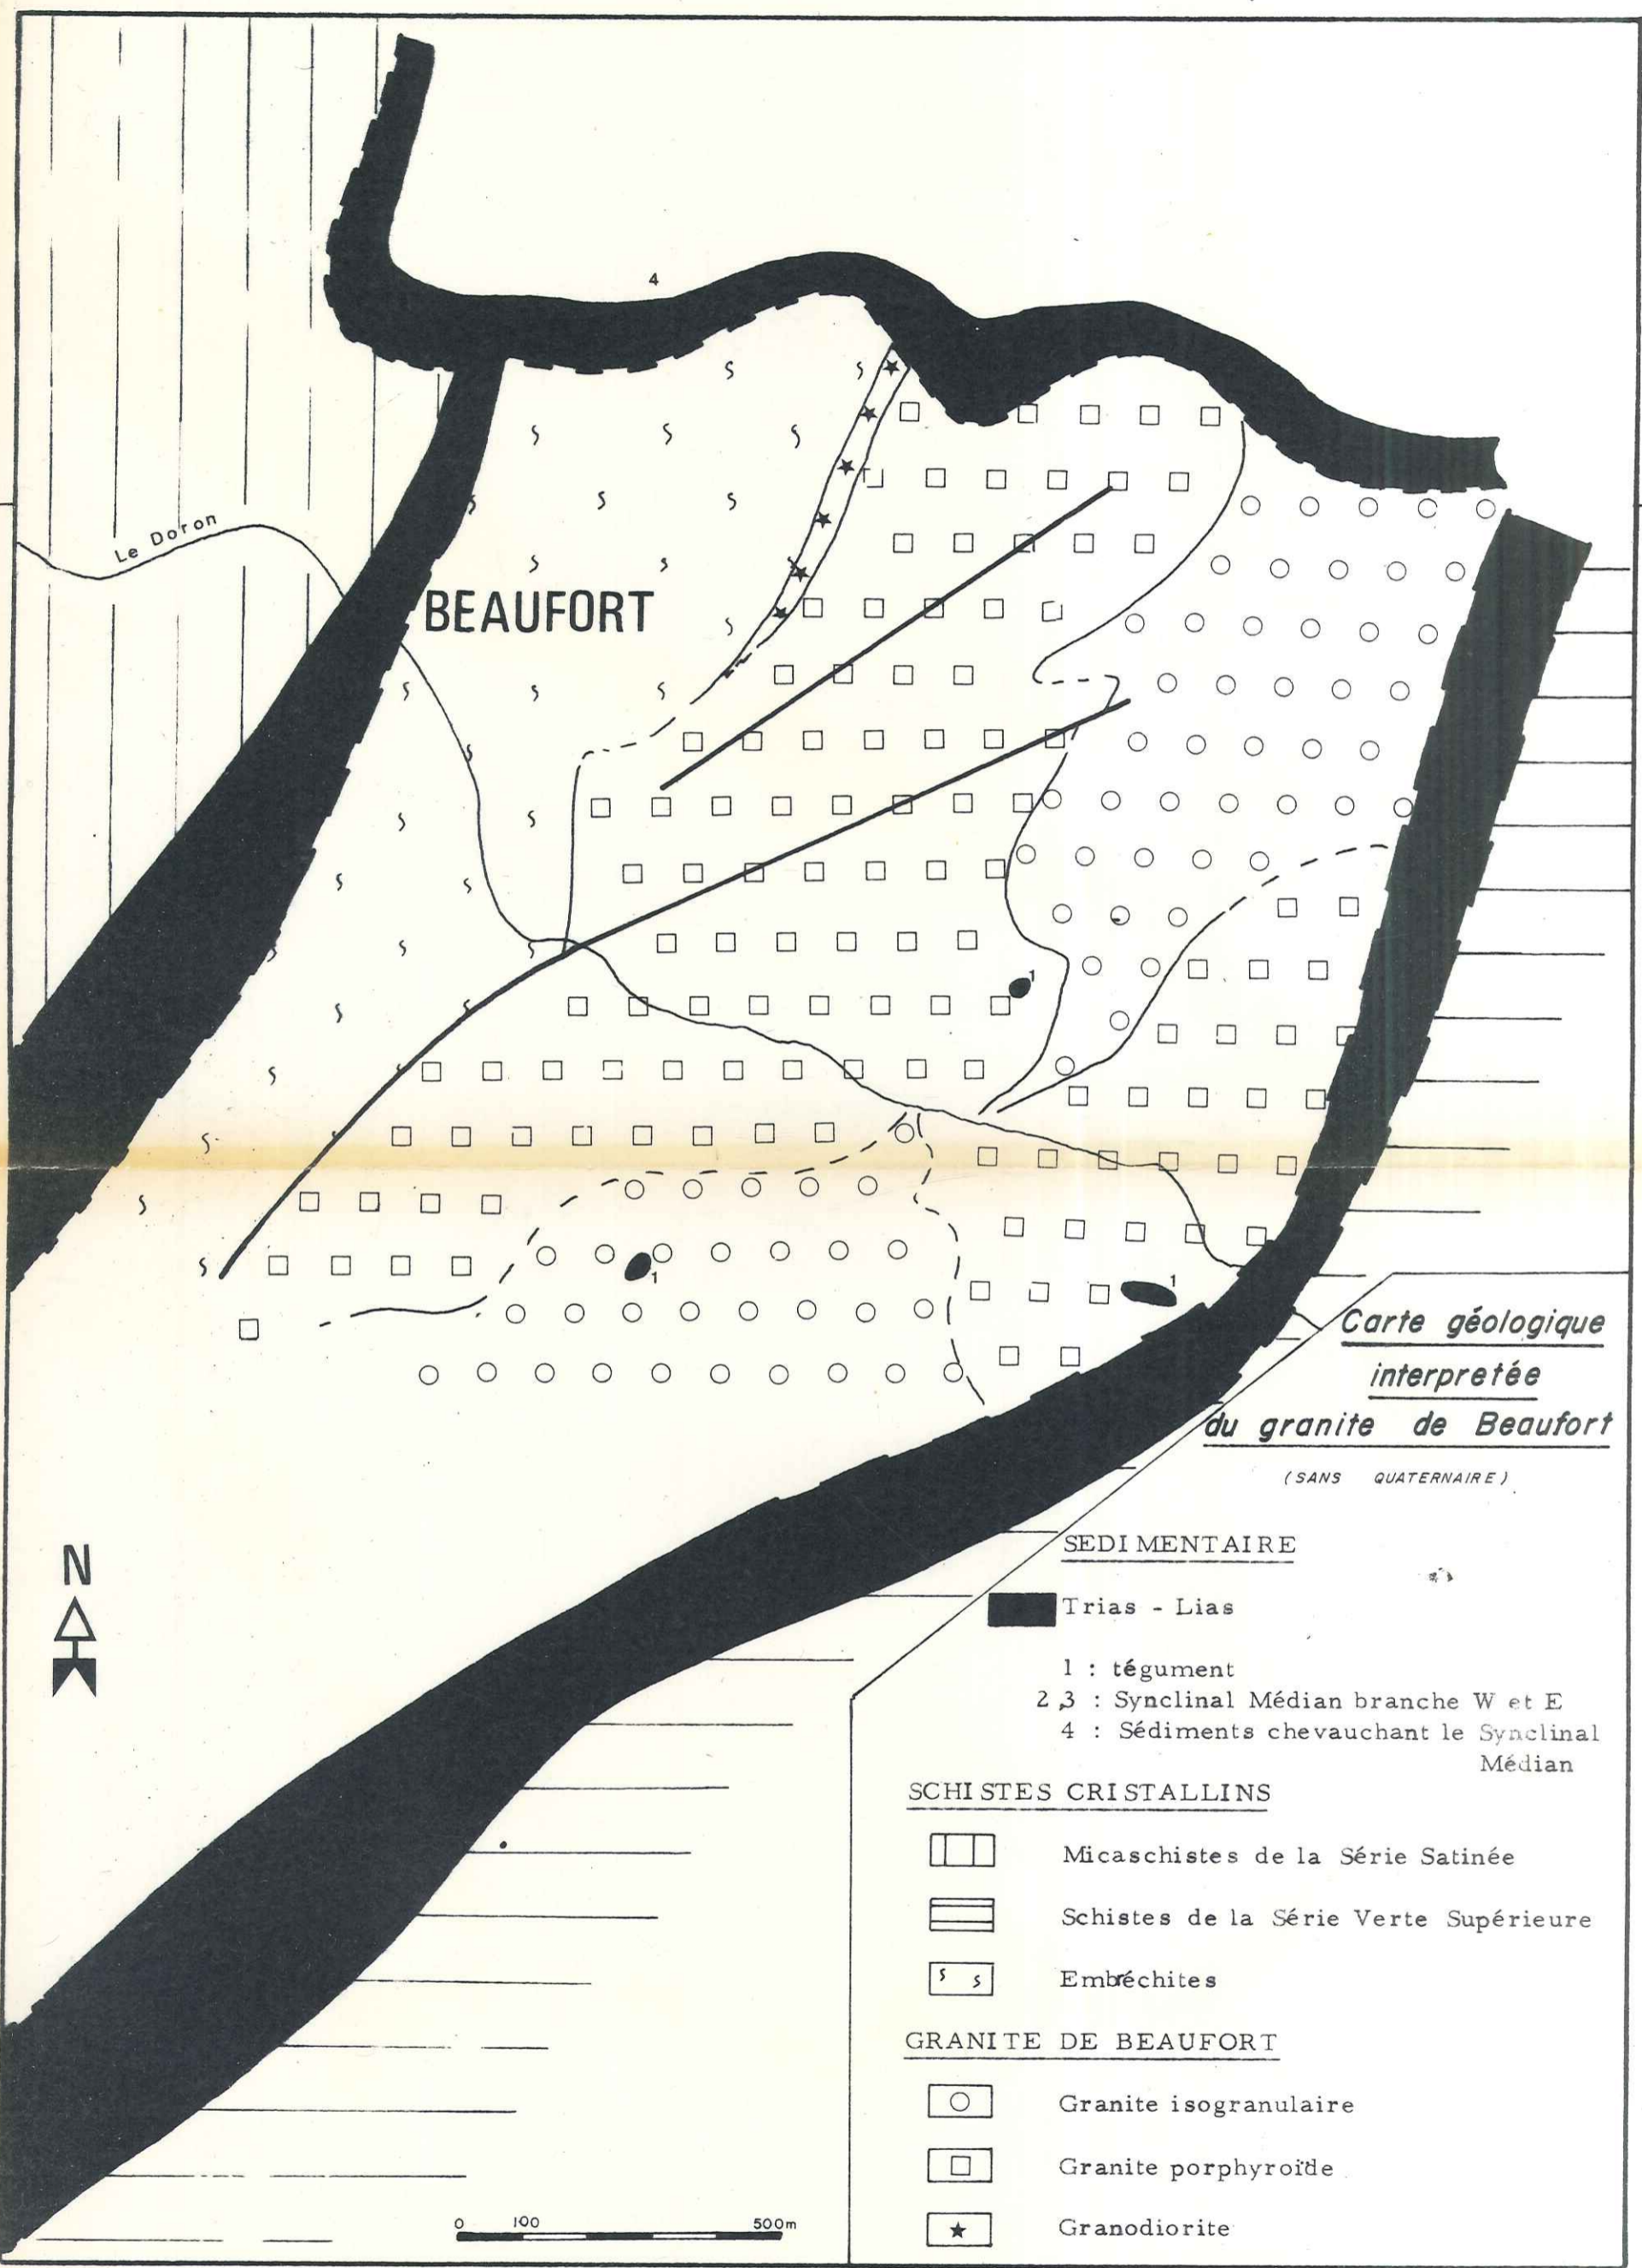 4
Le Doron
BEAUFORT
1
1
1
Carte géologique
interpretée
du granite de Beaufort
(SANS QUATERNAIRE)
N
SEDIMENTAIRE
Trias - Lias
1 : tégument
2,3 : Synclinal Médian branche W et E
4 : Sédiments chevauchant le Synclinal
Médian
SCHISTES CRISTALLINS
Micaschistes de la Série Satinée
Schistes de la Série Verte Supérieure
Embréchites
GRANITE DE BEAUFORT
Granite isogranulaire
Granite porphyroïde
Granodiorite
0 100 500m